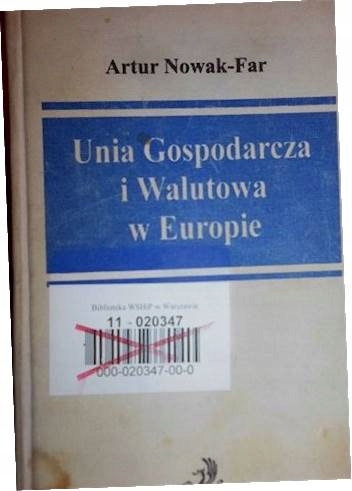 Artur Nowak-Far
Unia Gospodarcza
i Walutowa
w Europie
Biblioteka WSHiP w Warszawie
11 - 020347
000-020347-00-0